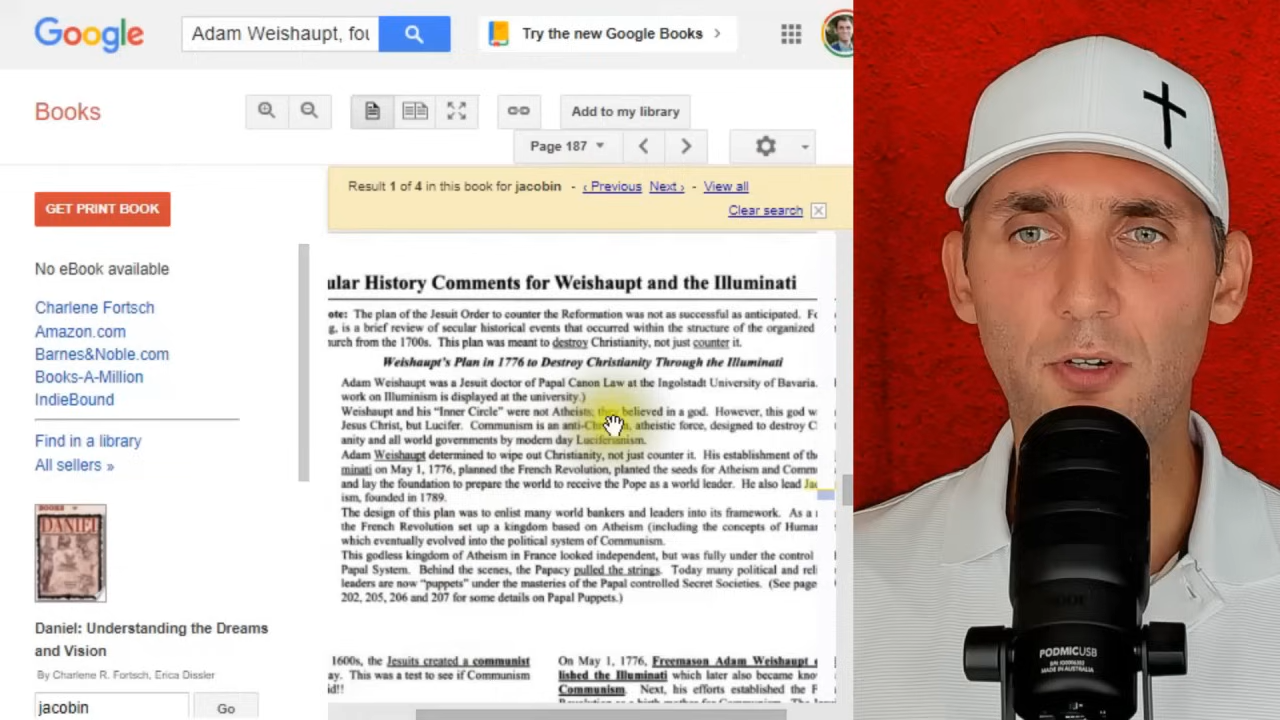 Google
Adam Weishaupt, fou
Try the new Google Books
Books
Add to my library
Page 187
Result 1 of 4 in this book for jacobin - ‹ Previous Next › - View all
Clear search
GET PRINT BOOK
No eBook available
Charlene Fortsch
Amazon.com
Barnes&Noble.com
Books-A-Million
IndieBound
Find in a library
All sellers »
BOOKS
DANIEL
Daniel: Understanding the Dreams
and Vision
By Charlene R. Fortsch, Erica Dissler
jacobin
Go
ular History Comments for Weishaupt and the Illuminati
ote: The plan of the Jesuit Order to counter the Reformation was not as successful as anticipated. Fo
g, is a brief review of secular historical events that occurred within the structure of the organized
urch from the 1700s. This plan was meant to destroy Christianity, not just counter it.
Weishaupt's Plan in 1776 to Destroy Christianity Through the Illuminati
Adam Weishaupt was a Jesuit doctor of Papal Canon Law at the Ingolstadt University of Bavaria.
work on Illuminism is displayed at the university.)
Weishaupt and his “Inner Circle” were not Atheists; they believed in a god. However, this god w
Jesus Christ, but Lucifer. Communism is an anti- atheistic force, designed to destroy C
anity and all world governments by modern day Luciferianism.
Adam Weishaupt determined to wipe out Christianity, not just counter it. His establishment of the
minati on May 1, 1776, planned the French Revolution, planted the seeds for Atheism and Commu
and lay the foundation to prepare the world to receive the Pope as a world leader. He also lead Jac
ism, founded in 1789.
The design of this plan was to enlist many world bankers and leaders into its framework. As a
the French Revolution set up a kingdom based on Atheism (including the concepts of Human
which eventually evolved into the political system of Communism.
This godless kingdom of Atheism in France looked independent, but was fully under the control
Papal System. Behind the scenes, the Papacy pulled the strings. Today many political and reli
leaders are now “puppets” under the masteries of the Papal controlled Secret Societies. (See page
202, 205, 206 and 207 for some details on Papal Puppets.)
1600s, the Jesuits created a communist
ay. This was a test to see if Communism
id!!
On May 1, 1776, Freemason Adam Weishaupt e
lished the Illuminati which later also became kno
Communism. Next, his efforts established the F
PODMICUSB
MADE IN AUSTRALIA